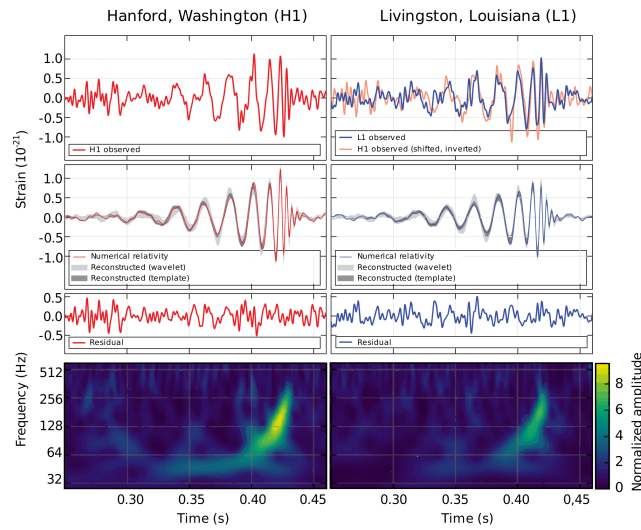 Hanford, Washington (H1)
Livingston, Louisiana (L1)
Strain (10⁻²¹)
1.0
0.5
0.0
-0.5
-1.0
H1 observed
L1 observed
H1 observed (shifted, inverted)
1.0
0.5
0.0
-0.5
-1.0
Numerical relativity
Reconstructed (wavelet)
Reconstructed (template)
Numerical relativity
Reconstructed (wavelet)
Reconstructed (template)
0.5
0.0
-0.5
Residual
Residual
Frequency (Hz)
512
256
128
64
32
0.30
0.35
0.40
0.45
Time (s)
0.30
0.35
0.40
0,45
Time (s)
8
6
4
2
0
Normalized amplitude